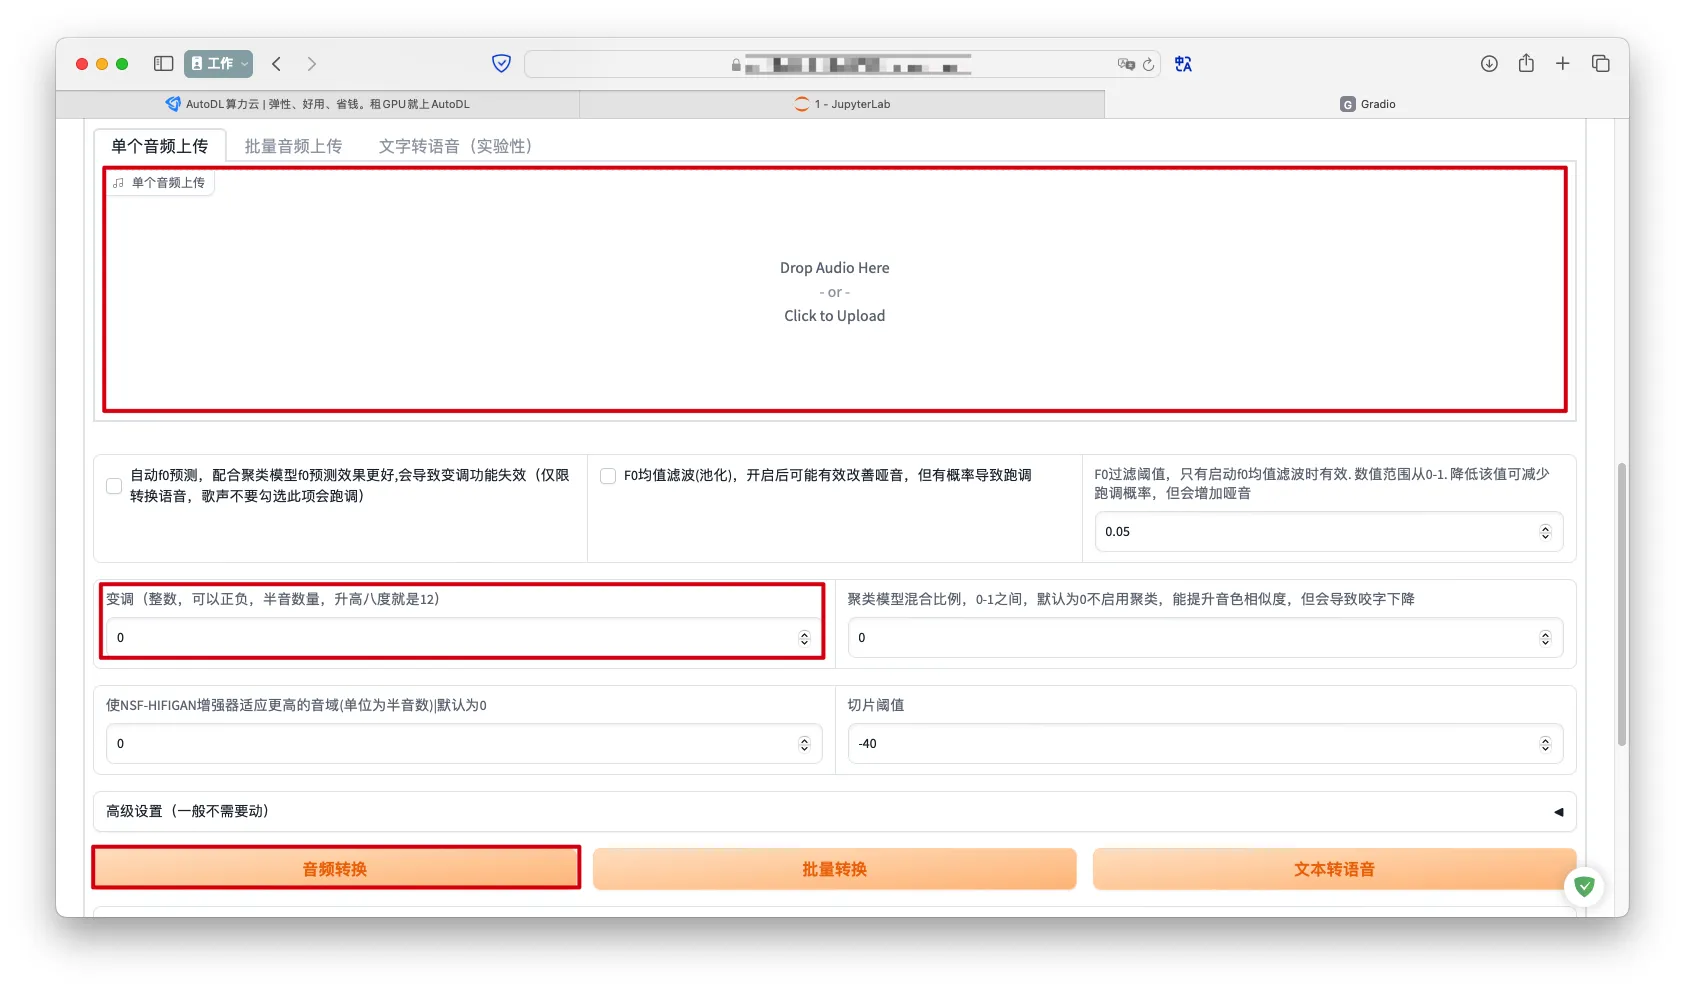 工作
AutoDL算力云 | 弹性、好用、省钱。租GPU就上AutoDL
1 - JupyterLab
G Gradio
单个音频上传
批量音频上传
文字转语音（实验性）
单个音频上传
Drop Audio Here
- or -
Click to Upload
自动f0预测，配合聚类模型f0预测效果更好,会导致变调功能失效（仅限
转换语音，歌声不要勾选此项会跑调）
F0均值滤波(池化)，开启后可能有效改善哑音，但有概率导致跑调
F0过滤阈值，只有启动f0均值滤波时有效. 数值范围从0-1. 降低该值可减少
跑调概率，但会增加哑音
0.05
变调（整数，可以正负，半音数量，升高八度就是12）
0
聚类模型混合比例，0-1之间，默认为0不启用聚类，能提升音色相似度，但会导致咬字下降
0
使NSF-HIFIGAN增强器适应更高的音域(单位为半音数)|默认为0
0
切片阈值
-40
高级设置（一般不需要动）
音频转换
批量转换
文本转语音